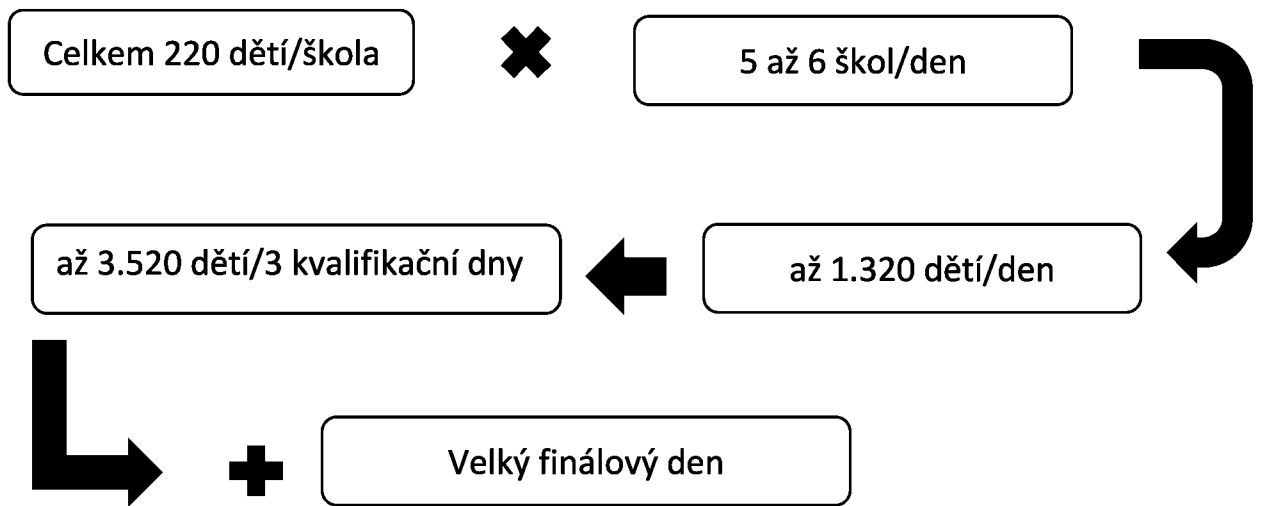 Celkem 220 dětí/škola
5 až 6 škol/den
až 1.320 dětí/den
až 3.520 dětí/3 kvalifikační dny
Velký finálový den